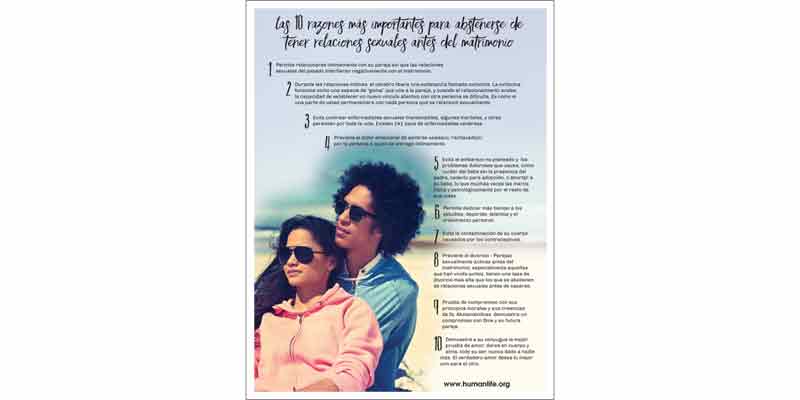 Las 10 razones más importantes para abstenerse de
tener relaciones sexuales antes del matrimonio
1 Permite relacionarse íntimamente con su pareja sin que las relaciones
sexuales del pasado interfieran negativamente con el matrimonio.
2 Durante las relaciones íntimas, el cerebro libera una sustancia llamada oxitocina. La oxitocina
funciona como una especie de "goma" que une a la pareja, y cuando el relacionamiento acaba,
la capacidad de establecer un nuevo vínculo afectivo con otra persona se dificulta. Es como si
una parte de usted permaneciera con cada persona que se relacionó sexualmente.
3 Evita contraer enfermedades sexuales transmisibles, algunas mortales, y otras
persisten por toda la vida. Existen tipos de enfermedades venéreas.
4 Previene el dolor emocional de sentirse usado(a), rechazado(a)
por la persona a quien se entregó íntimamente.
5 Evita el embarazo no planeado y los
problemas dolorosos que causa, como
cuidar del bebé sin la presencia del
padre, cederlo para adopción, o abortar a
su bebé, lo que muchas veces las marca
física y psicológicamente por el resto de
sus vidas.
6 Permite dedicar más tiempo a los
estudios, deportes, talentos y el
crecimiento personal.
7 Evita la contaminación de su cuerpo
causados por los contraceptivos.
8 Previene el divorcio - Parejas
sexualmente activas antes del
matrimonio, especialmente aquellas
que han vivido juntos, tienen una tasa de
divorcio más alta que los que se abstienen
de relaciones sexuales antes de casarse.
9 Prueba de compromiso con sus
principios morales y sus creencias
de fe. Absteniéndose, demuestra un
compromiso con Dios y su futura
pareja.
10 Demuestra a su cónyugue la mejor
prueba de amor: darse en cuerpo y
alma, todo su ser nunca dado a nadie
más. El verdadero amor desea lo mejor
para el otro.
www.humanlife.org